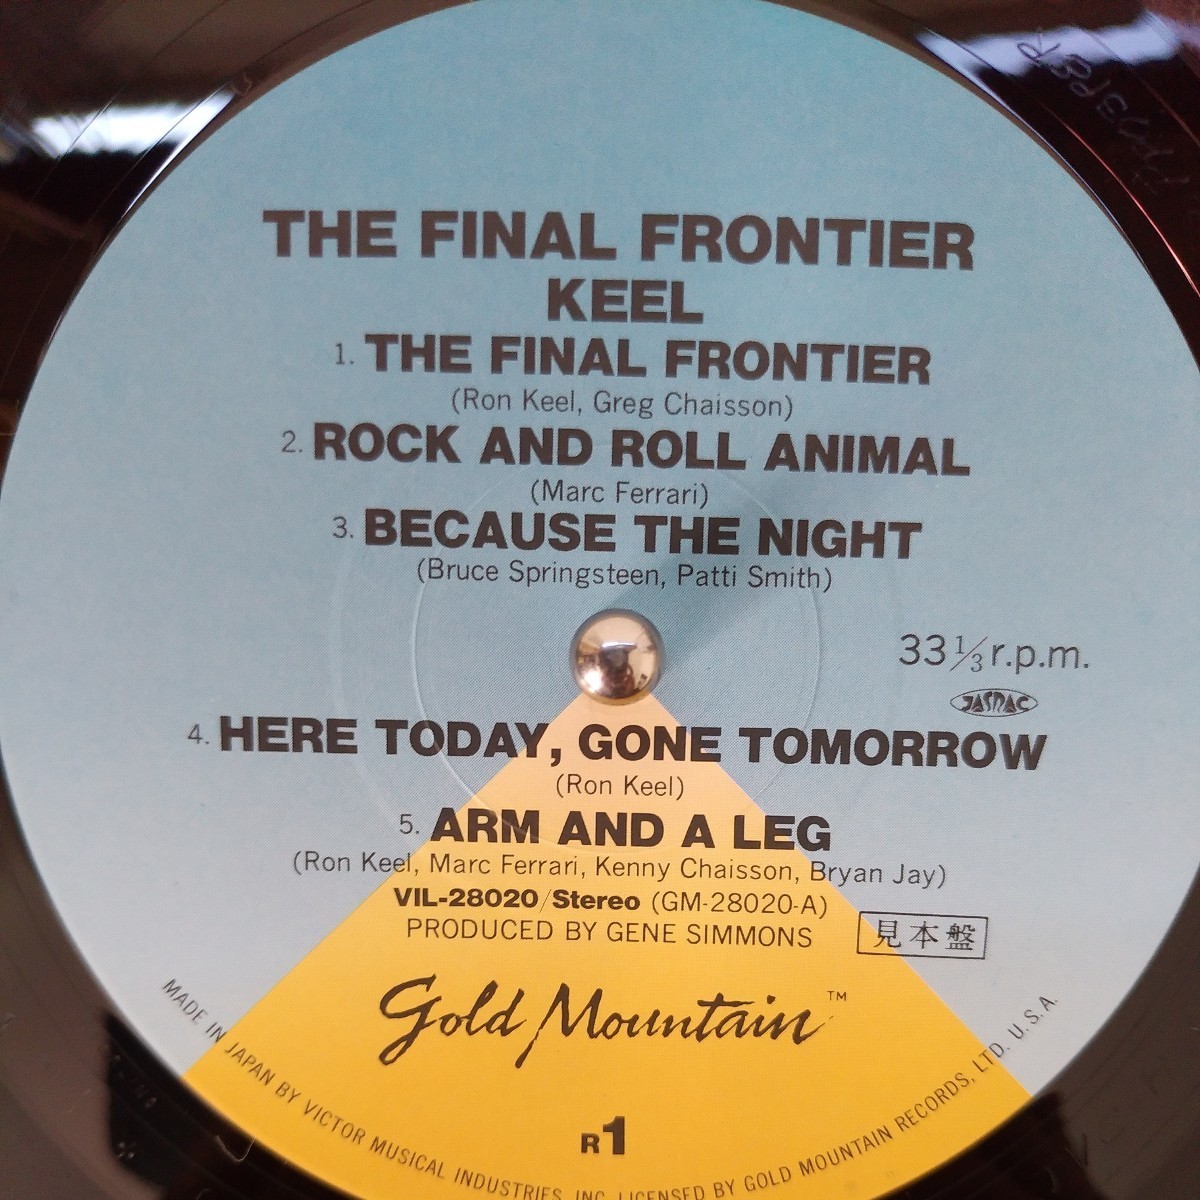 THE FINAL FRONTIER
KEEL
1. THE FINAL FRONTIER
(Ron Keel, Greg Chaisson)
2. ROCK AND ROLL ANIMAL
(Marc Ferrari)
3. BECAUSE THE NIGHT
(Bruce Springsteen, Patti Smith)
33 1/3 r.p.m.
JASRAC
4. HERE TODAY, GONE TOMORROW
(Ron Keel)
5. ARM AND A LEG
(Ron Keel, Marc Ferrari, Kenny Chaisson, Bryan Jay)
VIL-28020/Stereo (GM-28020-A)
PRODUCED BY GENE SIMMONS
見本盤
Gold Mountain™
R1
MADE IN JAPAN BY VICTOR MUSICAL INDUSTRIES, INC. LICENSED BY GOLD MOUNTAIN RECORDS, LTD. U.S.A.